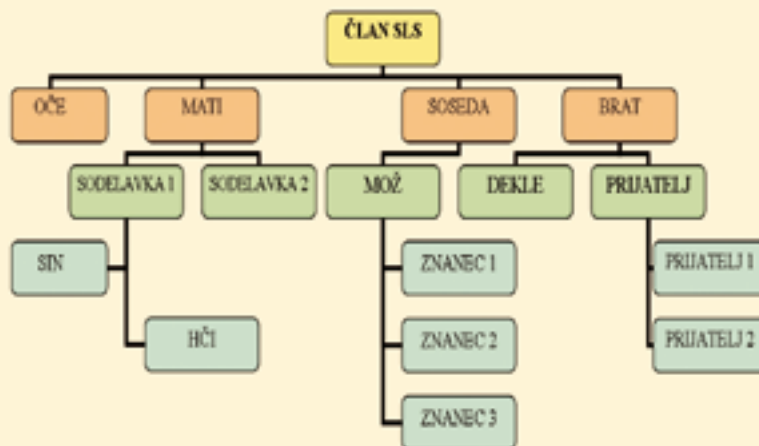 ČLAN SLS
OČE
MATI
SOSEDA
BRAT
SODELAVKA 1
SODELAVKA 2
MOŽ
DEKLE
PRIJATELJ
SIN
ZNANEC 1
PRIJATELJ 1
HČI
ZNANEC 2
PRIJATELJ 2
ZNANEC 3